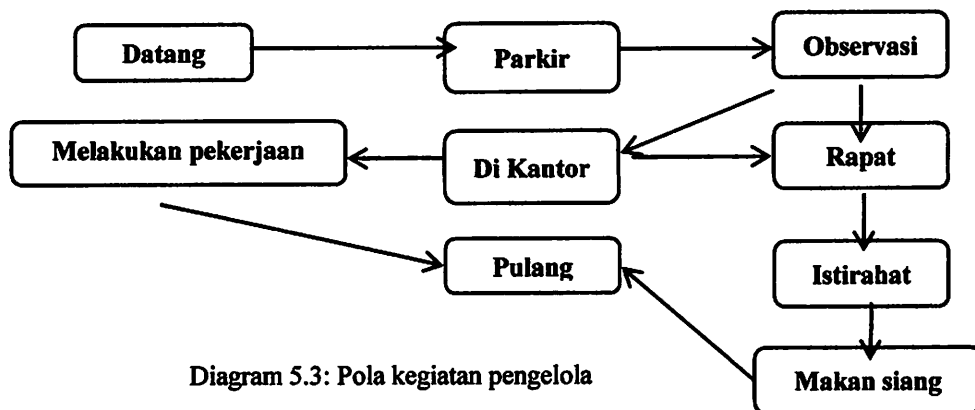 Datang
Parkir
Observasi
Melakukan pekerjaan
Di Kantor
Rapat
Pulang
Istirahat
Makan siang
Diagram 5.3: Pola kegiatan pengelola